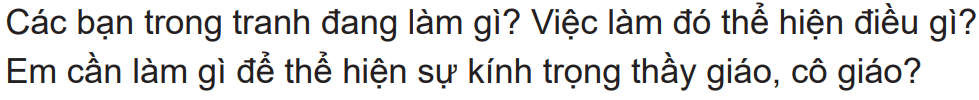 Các bạn trong tranh đang làm gì? Việc làm đó thể hiện điều gì?
Em cần làm gì để thể hiện sự kính trọng thầy giáo, cô giáo?